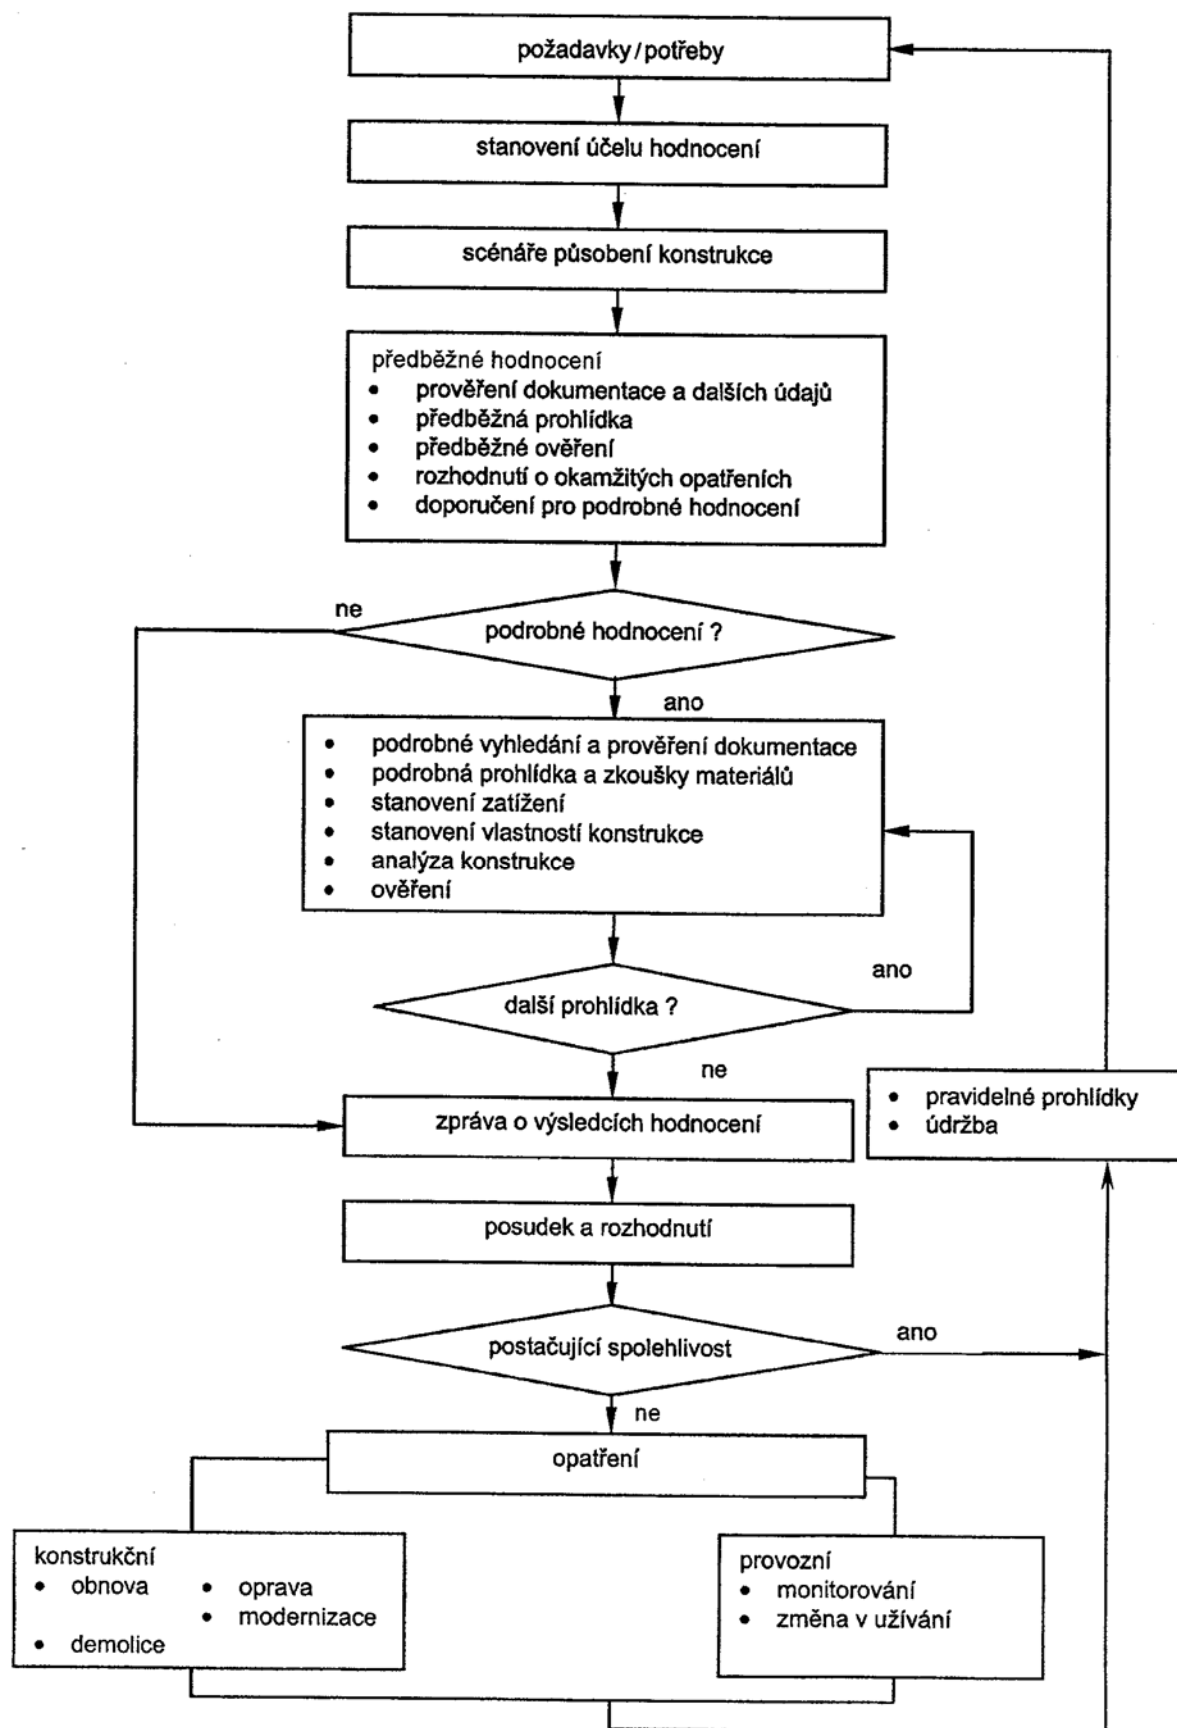 požadavky / potřeby
stanovení účelu hodnocení
scénáře působení konstrukce
předběžné hodnocení
• prověření dokumentace a dalších údajů
• předběžná prohlídka
• předběžné ověření
• rozhodnutí o okamžitých opatřeních
• doporučení pro podrobné hodnocení
ne
podrobné hodnocení ?
ano
• podrobné vyhledání a prověření dokumentace
• podrobná prohlídka a zkoušky materiálů
• stanovení zatížení
• stanovení vlastností konstrukce
• analýza konstrukce
• ověření
ano
další prohlídka ?
ne
• pravidelné prohlídky
• údržba
zpráva o výsledcích hodnocení
posudek a rozhodnutí
postačující spolehlivost
ano
ne
opatření
konstrukční
• obnova • oprava
• modernizace
• demolice
provozní
• monitorování
• změna v užívání